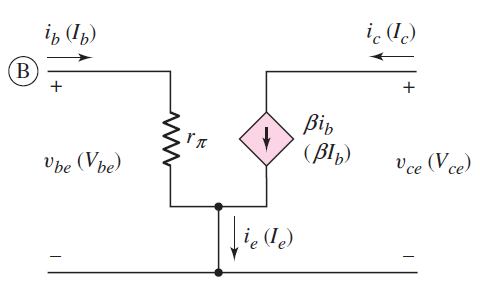 i_b (I_b)
i_c (I_c)
B
+
+
r_π
βi_b
(βI_b)
v_be (V_be)
v_ce (V_ce)
i_e (I_e)
–
–